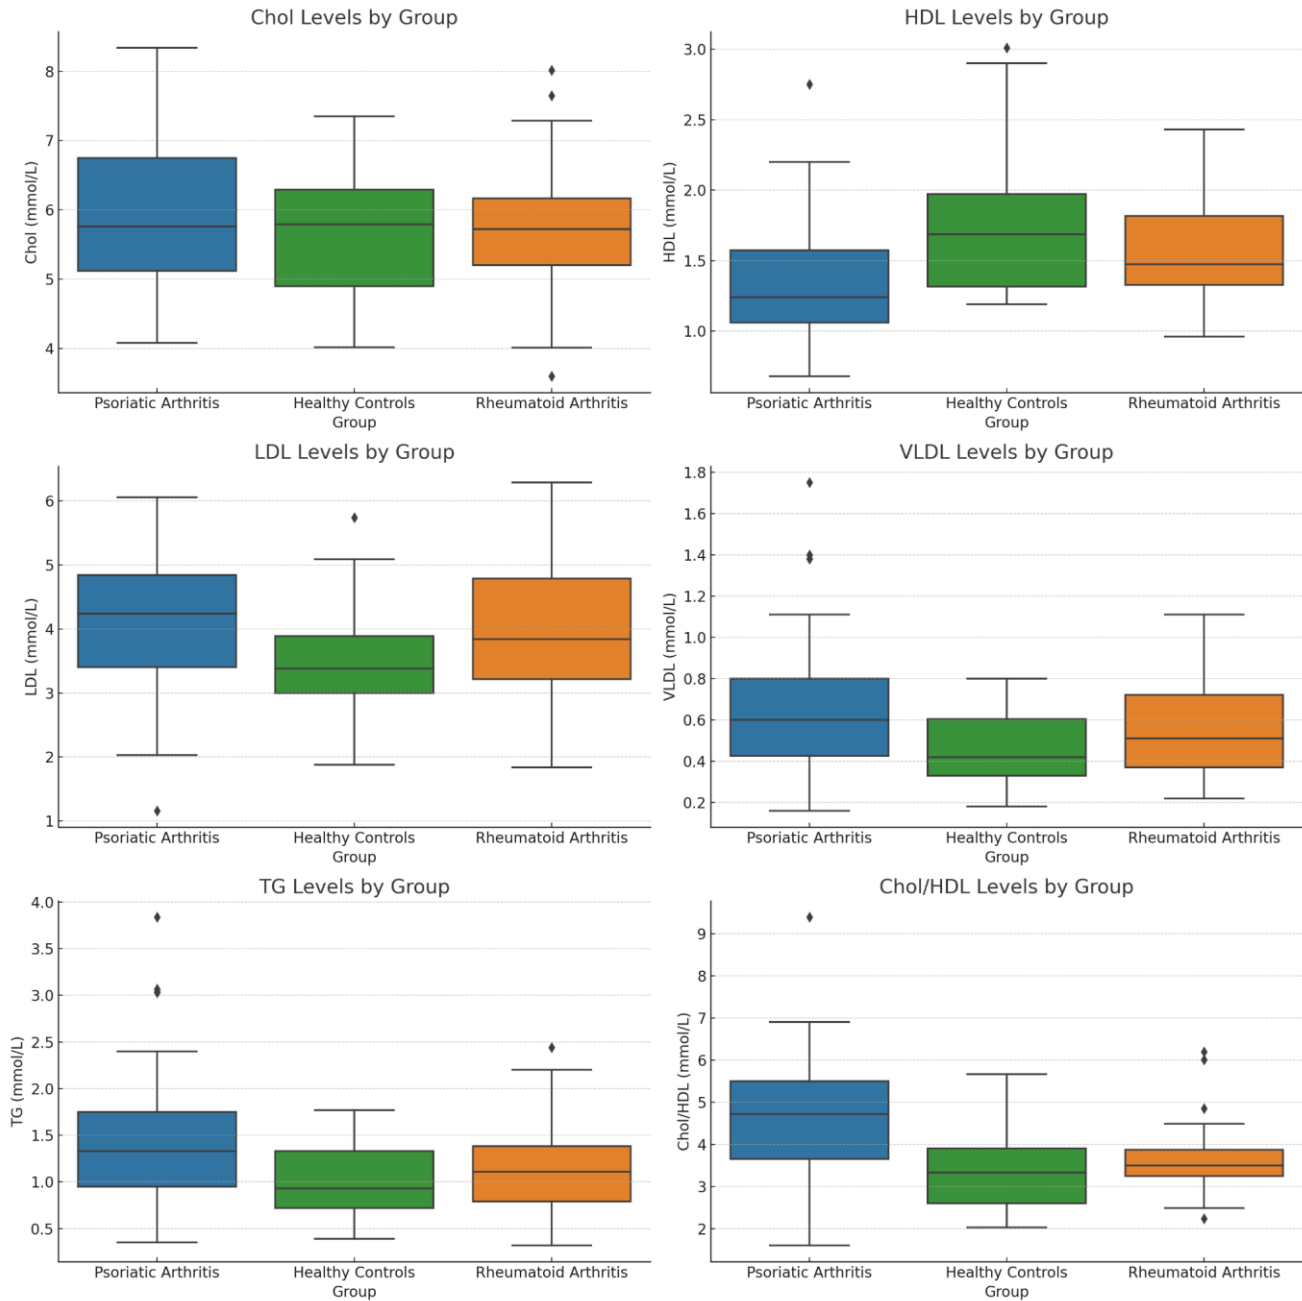 Chol Levels by Group
Chol (mmol/L)
8
7
6
5
4
Psoriatic Arthritis Healthy Controls Rheumatoid Arthritis
Group
HDL Levels by Group
HDL (mmol/L)
3.0
2.5
2.0
1.5
1.0
Psoriatic Arthritis Healthy Controls Rheumatoid Arthritis
Group
LDL Levels by Group
LDL (mmol/L)
6
5
4
3
2
1
Psoriatic Arthritis Healthy Controls Rheumatoid Arthritis
Group
VLDL Levels by Group
VLDL (mmol/L)
1.8
1.6
1.4
1.2
1.0
0.8
0.6
0.4
0.2
Psoriatic Arthritis Healthy Controls Rheumatoid Arthritis
Group
TG Levels by Group
TG (mmol/L)
4.0
3.5
3.0
2.5
2.0
1.5
1.0
0.5
Psoriatic Arthritis Healthy Controls Rheumatoid Arthritis
Group
Chol/HDL Levels by Group
Chol/HDL (mmol/L)
9
8
7
6
5
4
3
2
Psoriatic Arthritis Healthy Controls Rheumatoid Arthritis
Group